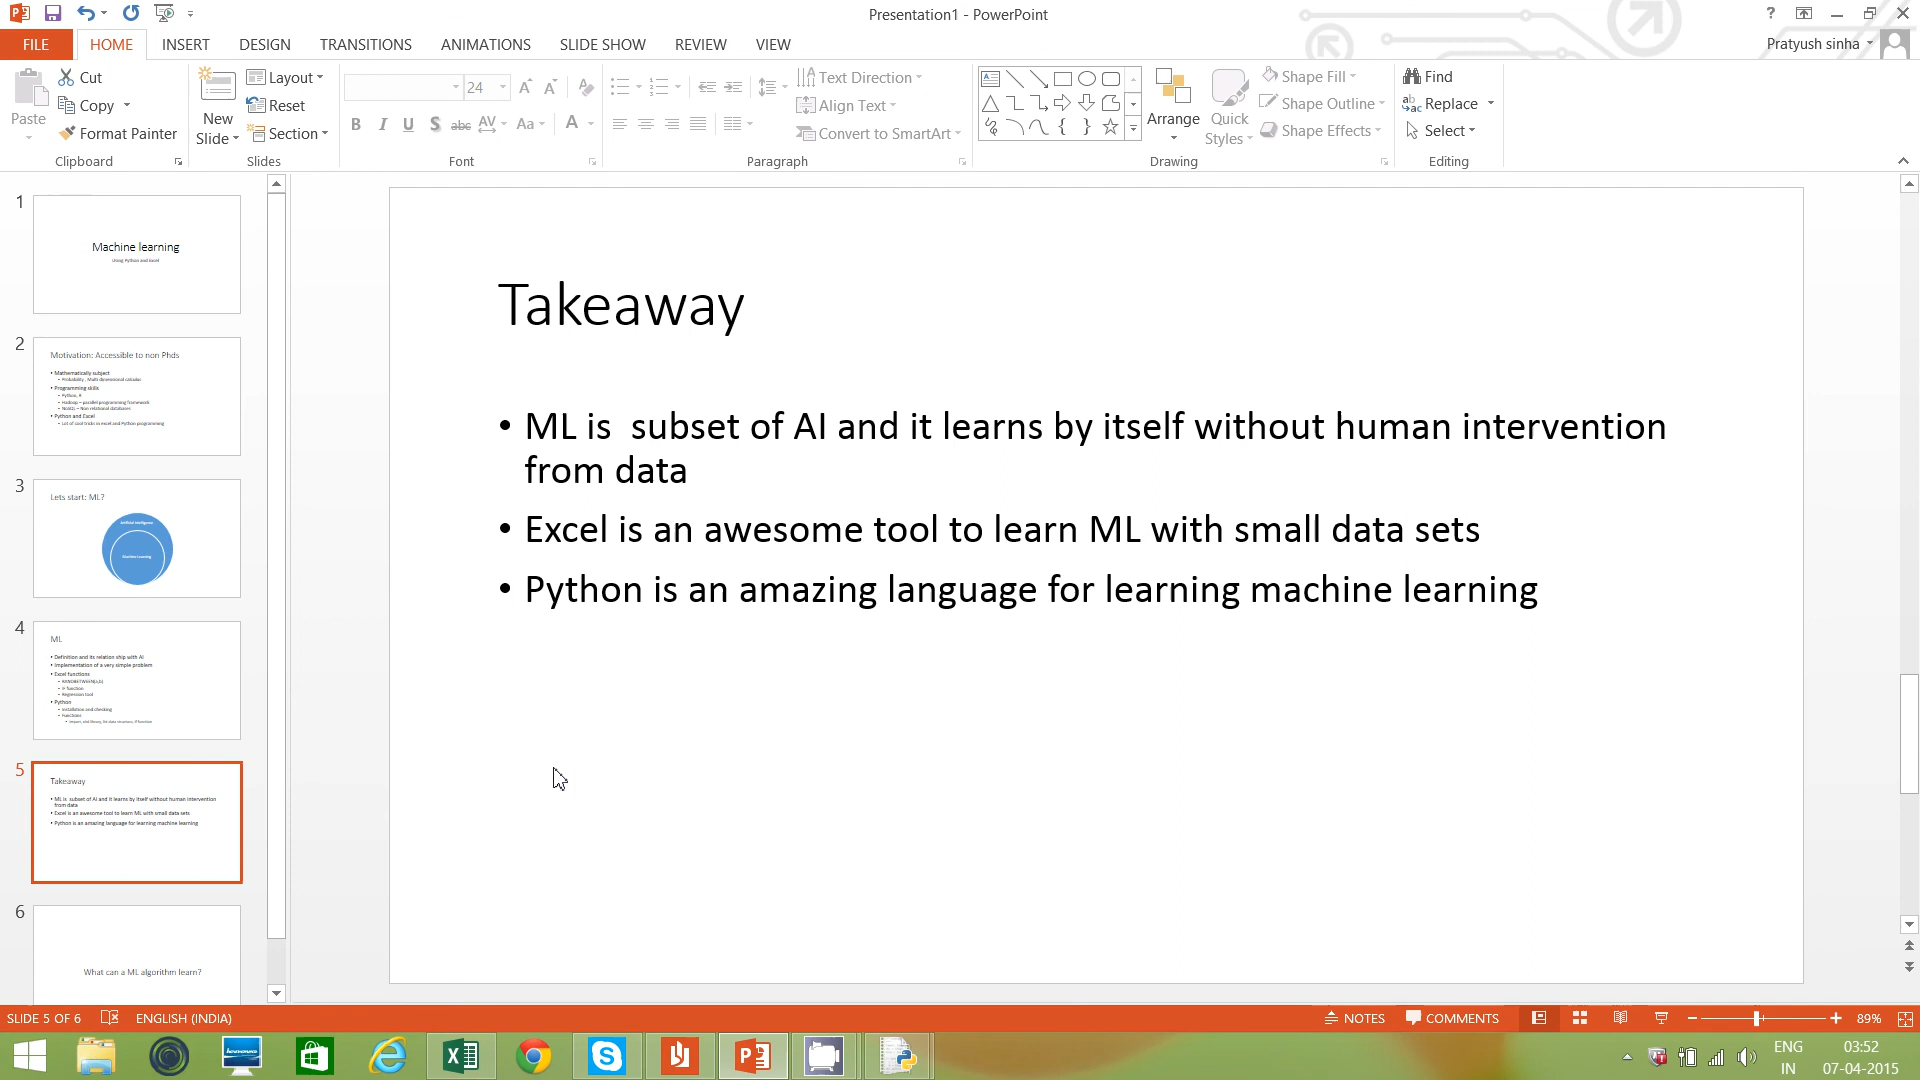 Presentation1 - PowerPoint
FILE HOME INSERT DESIGN TRANSITIONS ANIMATIONS SLIDE SHOW REVIEW VIEW
Pratyush sinha
Paste
Cut
Copy
Format Painter
Clipboard
New Slide
Layout
Reset
Section
Slides
24
B I U S abc AV Aa A
Font
Text Direction
Align Text
Convert to SmartArt
Paragraph
Arrange
Quick Styles
Shape Fill
Shape Outline
Shape Effects
Drawing
Find
Replace
Select
Editing
1
Machine learning
Using Python and Excel
2
Motivation: Accessible to non Phds
• Mathematically subject
• Probability , Multi dimensional calculus
• Programming skills
• Python, R
• Hadoop – parallel programming framework
• NoSQL – Non relational databases
• Python and Excel
• Lot of cool tricks in excel and Python programming
3
Lets start: ML?
Artificial Intelligence
Machine Learning
4
ML
• Definition and its relation ship with AI
• Implementation of a very simple problem
• Excel functions
• RANDBETWEEN(a,b)
• IF function
• Regression tool
• Python
• Installation and checking
• Functions
5
Takeaway
• ML is  subset of AI and it learns by itself without human intervention
from data
• Excel is an awesome tool to learn ML with small data sets
• Python is an amazing language for learning machine learning
6
What can a ML algorithm learn?
Takeaway
• ML is  subset of AI and it learns by itself without human intervention
from data
• Excel is an awesome tool to learn ML with small data sets
• Python is an amazing language for learning machine learning
SLIDE 5 OF 6 ENGLISH (INDIA) NOTES COMMENTS 89%
ENG 03:52
IN 07-04-2015